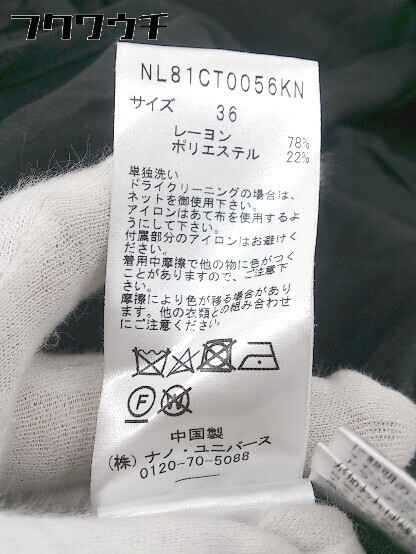 フクウウチ
NL81CT0056KN
サイズ 36
レーヨン 78%
ポリエステル 22%
単独洗い
ドライクリーニングの場合は、
ネットを御使用下さい。
アイロンはあて布を使用するよ
うにして下さい。
付属部分のアイロンはお避けくだ
さい。
着用中摩擦で他の物に色がつく
ことがありますので、ご注意下
さい。
摩擦により色が移る場合があり
ます。他の衣類との組み合わせ
にご注意ください。
F
W
中国製
(株) ナノ・ユニバース
0120-70-5088